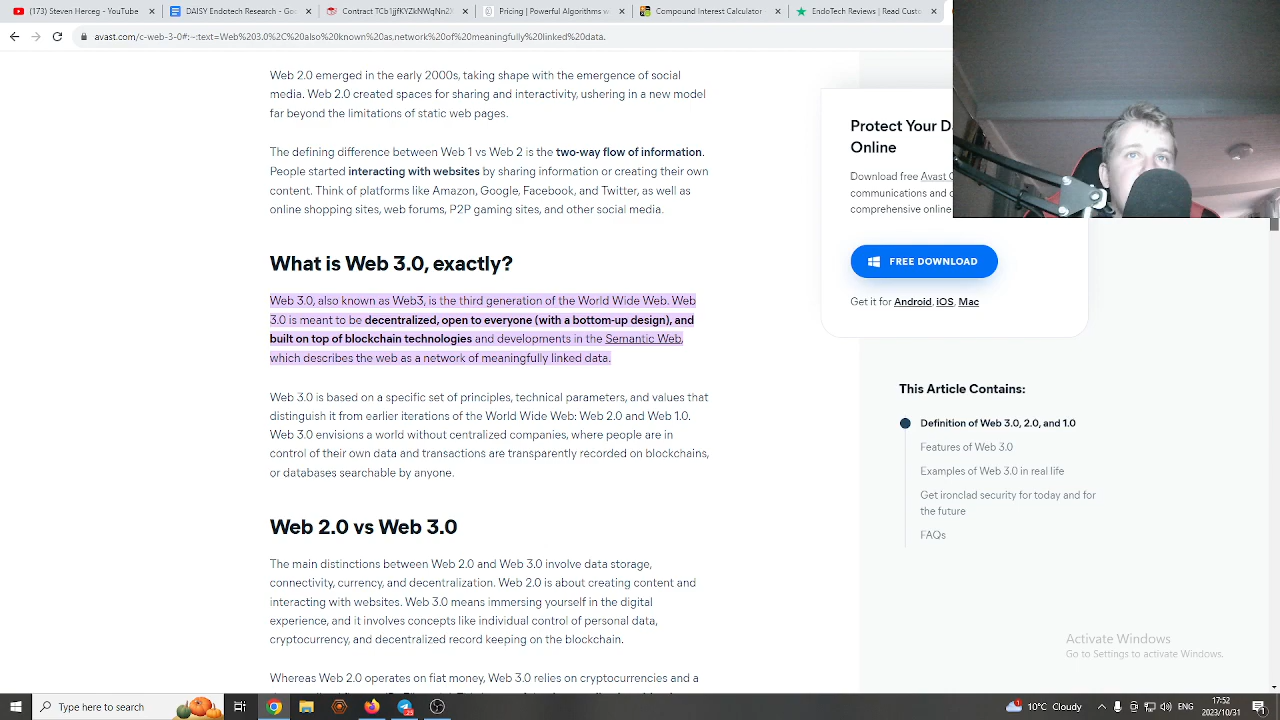 (173) Steven Herceg - YouTube
DAISY Endotech Research - Go
Contract TCb1jjfKYZkNWqNn2
Pricing | Powerful Algorithms
Compound Interest Calculator
EndoTech Reviews | Read Cust
avast.com/c-web-3-0#:~:text=Web%203.0%2C%20also%20known%20as,network%20of%20meaningfully%20linked%20data.
Web 2.0 emerged in the early 2000s, taking shape with the emergence of social
media. Web 2.0 created spaces for sharing and interactivity, ushering in a new model
far beyond the limitations of static web pages.
The defining difference between Web 1 vs Web 2 is the two-way flow of information.
People started interacting with websites by sharing information or creating their own
content. Think of platforms like Amazon, Google, Facebook, and Twitter, as well as
online shopping sites, web forums, P2P gaming sites, and other social media.
What is Web 3.0, exactly?
Web 3.0, also known as Web3, is the third generation of the World Wide Web. Web
3.0 is meant to be decentralized, open to everyone (with a bottom-up design), and
built on top of blockchain technologies and developments in the Semantic Web,
which describes the web as a network of meaningfully linked data.
Web 3.0 is based on a specific set of principles, technical parameters, and values that
distinguish it from earlier iterations of the World Wide Web: Web 2.0 and Web 1.0.
Web 3.0 envisions a world without centralized companies, where people are in
control of their own data and transactions are transparently recorded on blockchains,
or databases searchable by anyone.
Web 2.0 vs Web 3.0
The main distinctions between Web 2.0 and Web 3.0 involve data storage,
connectivity, currency, and decentralization. Web 2.0 is about creating content and
interacting with websites. Web 3.0 means immersing yourself in the digital
experience, and it involves concepts like individual control of personal data,
cryptocurrency, and decentralized record keeping on the blockchain.
Whereas Web 2.0 operates on fiat money, Web 3.0 relies on cryptocurrencies and a
Protect Your D
Online
Download free Avast
communications and
comprehensive online
FREE DOWNLOAD
Get it for Android, iOS, Mac
This Article Contains:
Definition of Web 3.0, 2.0, and 1.0
Features of Web 3.0
Examples of Web 3.0 in real life
Get ironclad security for today and for
the future
FAQs
Activate Windows
Go to Settings to activate Windows.
Type here to search
10°C Cloudy
ENG
17:52
2023/10/31